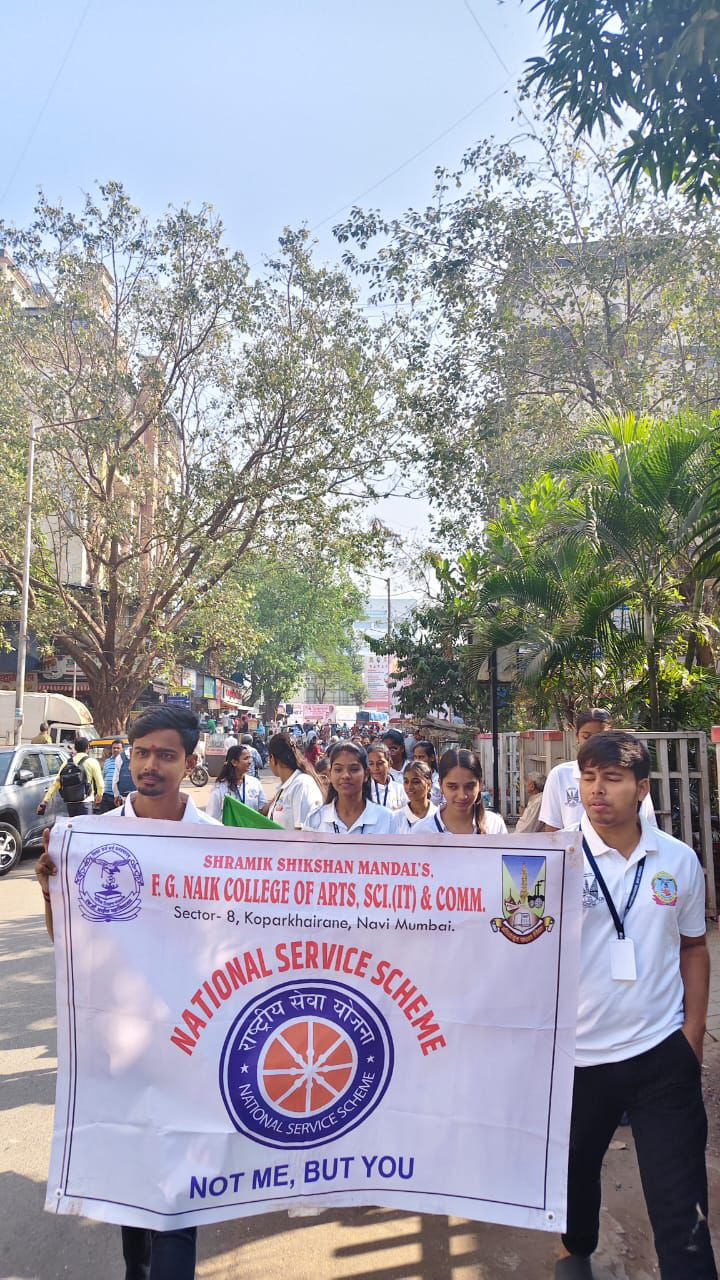 SHRAMIK SHIKSHAN MANDAL'S,
F. G. NAIK COLLEGE OF ARTS, SCI.(IT) & COMM.
Sector- 8, Koparkhairane, Navi Mumbai.
NATIONAL SERVICE SCHEME
राष्ट्रीय सेवा योजना
NATIONAL SERVICE SCHEME
NOT ME, BUT YOU